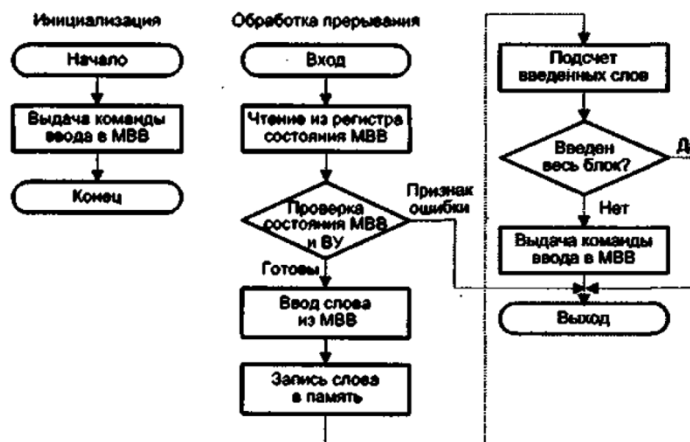 Инициализация
Начало
Выдача команды
ввода в МВВ
Конец
Обработка прерывания
Вход
Чтение из регистра
состояния МВВ
Проверка
состояния МВВ
и ВУ
Признак
ошибки
Готовы
Ввод слова
из МВВ
Запись слова
в память
Подсчет
введенных слов
Введен
весь блок?
Нет
Выдача команды
ввода в МВВ
Выход